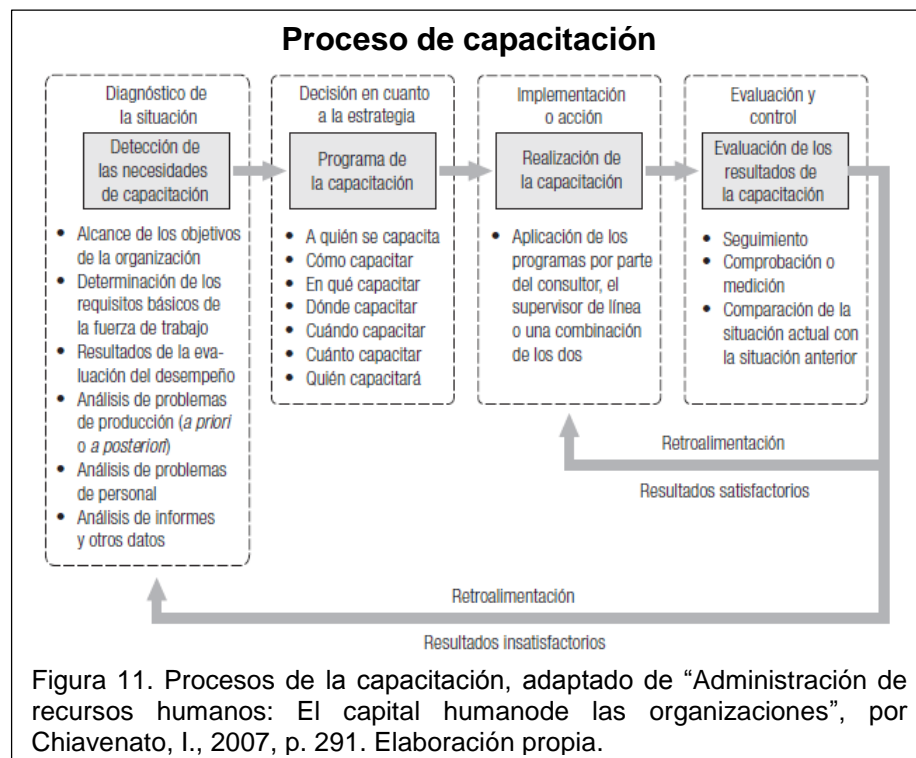 Proceso de capacitación
Diagnóstico de
la situación
Detección de
las necesidades
de capacitación
• Alcance de los objetivos
de la organización
• Determinación de los
requisitos básicos de
la fuerza de trabajo
• Resultados de la eva-
luación del desempeño
• Análisis de problemas
de producción (a priori
o a posteriori)
• Análisis de problemas
de personal
• Análisis de informes
y otros datos
Decisión en cuanto
a la estrategia
Programa de
la capacitación
• A quién se capacita
• Cómo capacitar
• En qué capacitar
• Dónde capacitar
• Cuándo capacitar
• Cuánto capacitar
• Quién capacitará
Implementación
o acción
Realización de
la capacitación
• Aplicación de los
programas por parte
del consultor, el
supervisor de línea
o una combinación
de los dos
Evaluación y
control
Evaluación de los
resultados de
la capacitación
• Seguimiento
• Comprobación o
medición
• Comparación de la
situación actual con
la situación anterior
Retroalimentación
Resultados satisfactorios
Retroalimentación
Resultados insatisfactorios
Figura 11. Procesos de la capacitación, adaptado de “Administración de
recursos humanos: El capital humanode las organizaciones”, por
Chiavenato, I., 2007, p. 291. Elaboración propia.